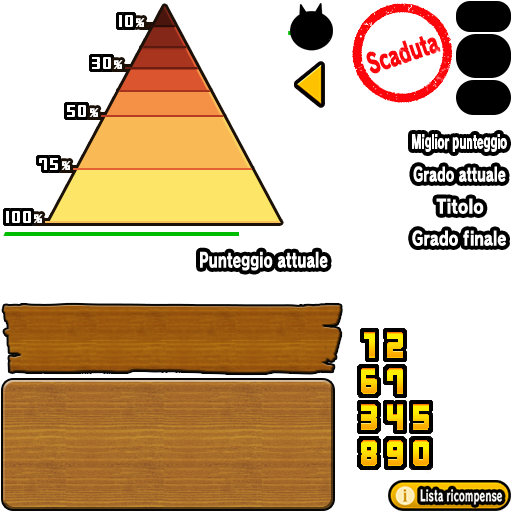 10%
30%
50%
75%
100%
Scaduta
Miglior punteggio
Grado attuale
Titolo
Grado finale
Punteggio attuale
12
67
345
890
i Lista ricompense